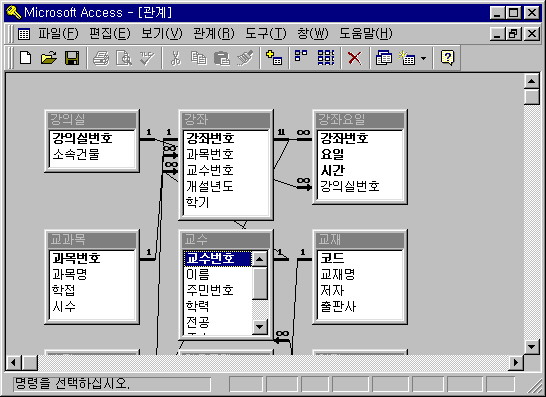 Microsoft Access - [관계]
파일(F) 편집(E) 보기(V) 관계(R) 도구(T) 창(W) 도움말(H)
강의실
강의실번호
소속건물
강좌
강좌번호
과목번호
교수번호
개설년도
학기
강좌요일
강좌번호
요일
시간
강의실번호
1 1 1 1 ∞
∞
∞
∞
교과목
과목번호
과목명
학점
시수
교수
교수번호
이름
주민번호
학력
전공
교재
코드
교재명
저자
출판사
1 1 1
∞
명령을 선택하십시오.